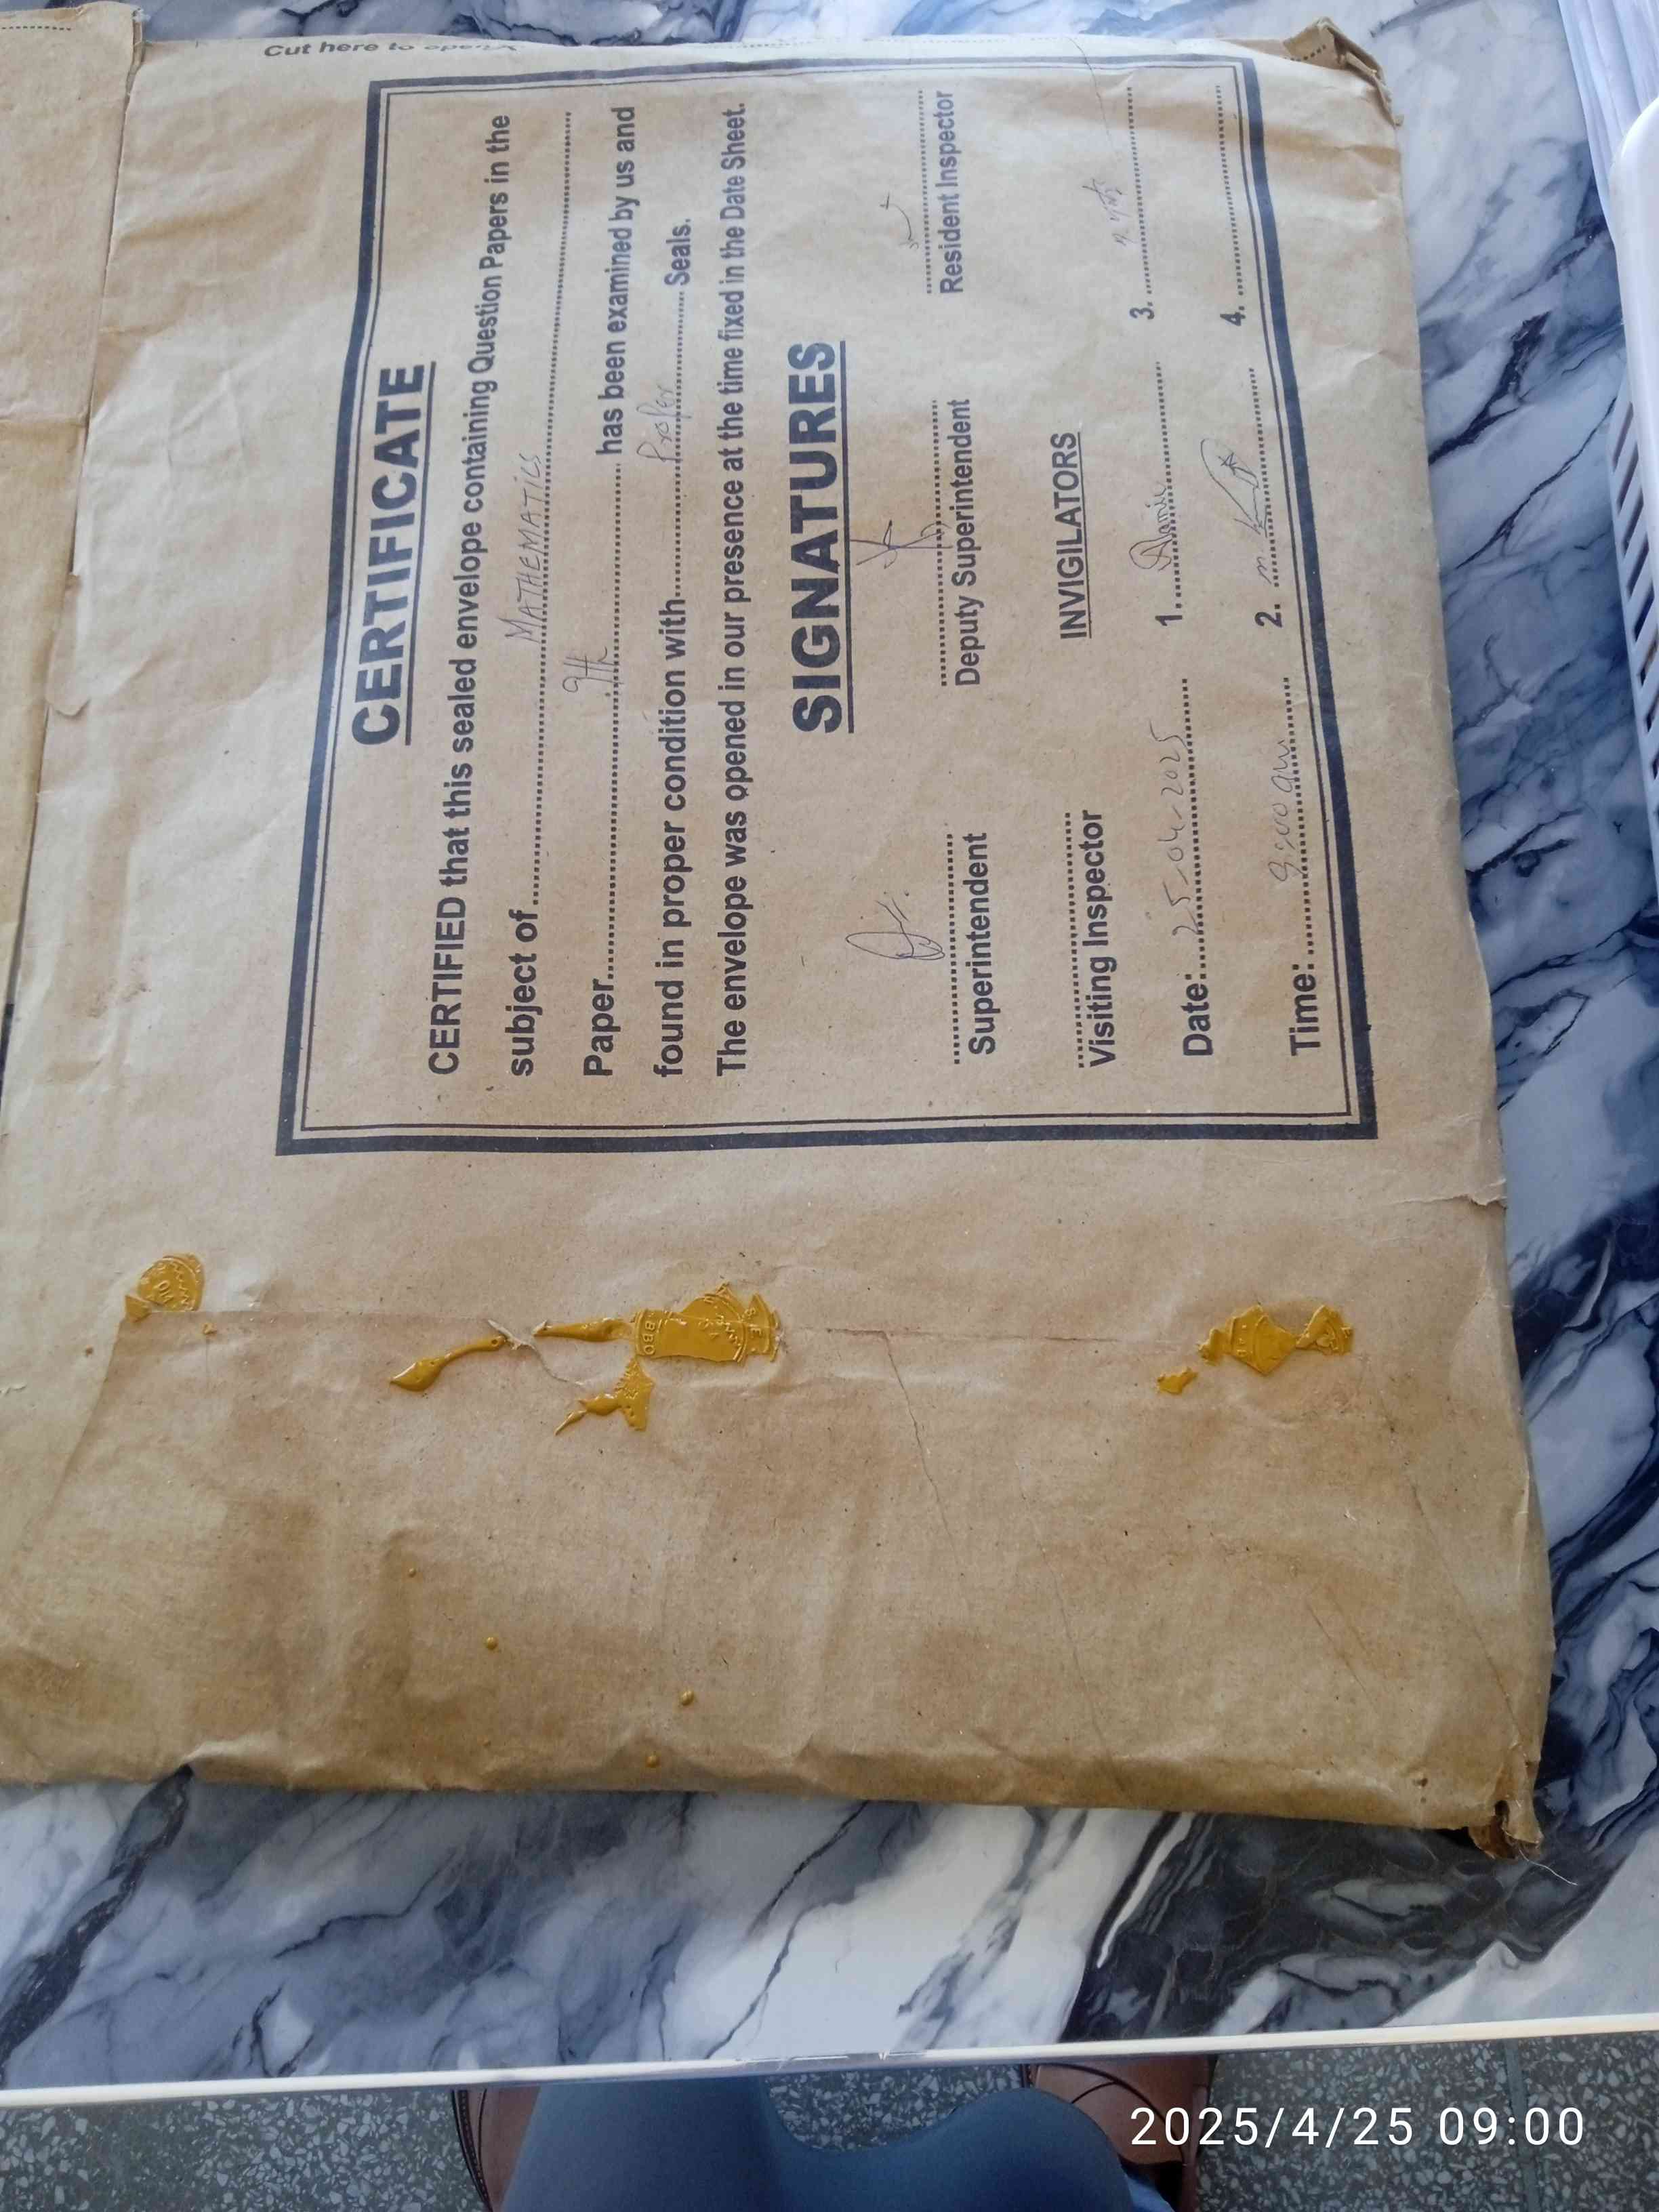 Cut here to open
CERTIFICATE
CERTIFIED that this sealed envelope containing Question Papers in the
subject of MATHEMATICS
Paper 9th has been examined by us and
found in proper condition with Proper Seals.
The envelope was opened in our presence at the time fixed in the Date Sheet.
SIGNATURES
Superintendent Deputy Superintendent Resident Inspector
INVIGILATORS
Visiting Inspector
Date: 25-04-2025 1. 3.
Time: 9:00 am 2. 4.
2025/4/25 09:00